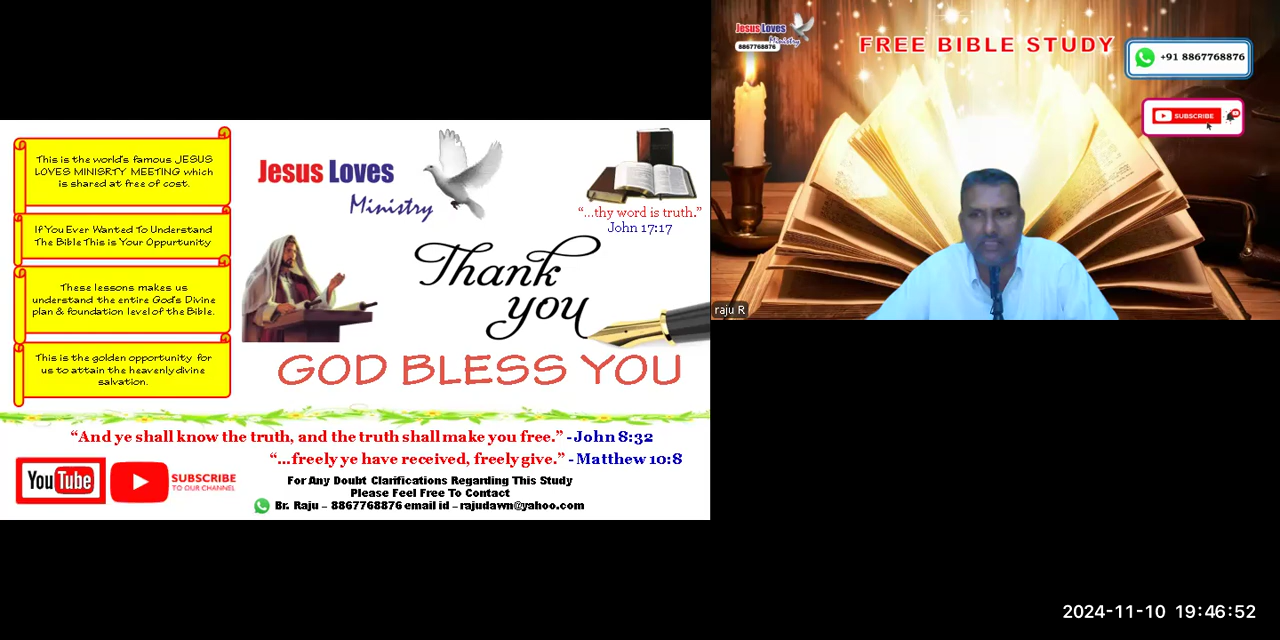 This is the world's famous JESUS
LOVES MINISRTY MEETING which
is shared at free of cost.
If You Ever Wanted To Understand
The Bible This is Your Oppurtunity
These lessons makes us
understand the entire God's Divine
plan & foundation level of the Bible.
This is the golden opportunity for
us to attain the heavenly divine
salvation.
Jesus Loves
Ministry
"...thy word is truth."
John 17:17
Thank
you
GOD BLESS YOU
"And ye shall know the truth, and the truth shall make you free." - John 8:32
"...freely ye have received, freely give." - Matthew 10:8
YouTube
SUBSCRIBE
TO OUR CHANNEL
For Any Doubt Clarifications Regarding This Study
Please Feel Free To Contact
Br. Raju - 8867768876 email id - rajudawn@yahoo.com
Jesus Loves
Ministry
8867768876
FREE BIBLE STUDY
+91 8867768876
SUBSCRIBE
raju R
2024-11-10 19:46:52